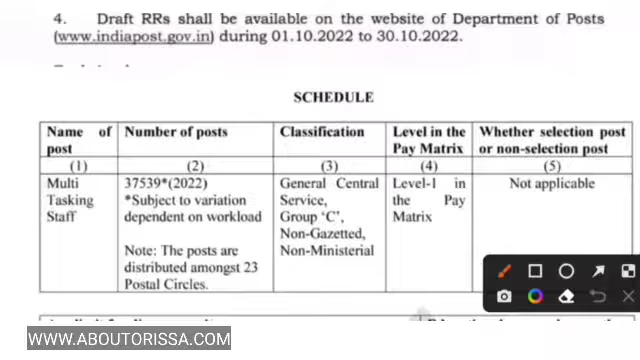 4. Draft RRs shall be available on the website of Department of Posts
(www.indiapost.gov.in) during 01.10.2022 to 30.10.2022.
SCHEDULE
Name of post | Number of posts | Classification | Level in the Pay Matrix | Whether selection post or non-selection post
(1) (2) (3) (4) (5)
Multi Tasking Staff
37539*(2022)
*Subject to variation
dependent on workload
Note: The posts are
distributed amongst 23
Postal Circles.
General Central
Service,
Group ‘C’,
Non-Gazetted,
Non-Ministerial
Level-I in
the Pay
Matrix
Not applicable
WWW.ABOUTORISSA.COM